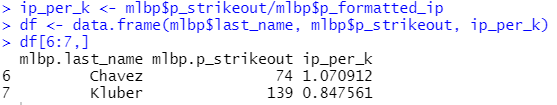 > ip_per_k <- mlbp$p_strikeout/mlbp$p_formatted_ip
> df <- data.frame(mlbp$last_name, mlbp$p_strikeout, ip_per_k)
> df[6:7,]
  mlbp.last_name mlbp.p_strikeout ip_per_k
6         Chavez               74 1.070912
7         Kluber              139 0.847561